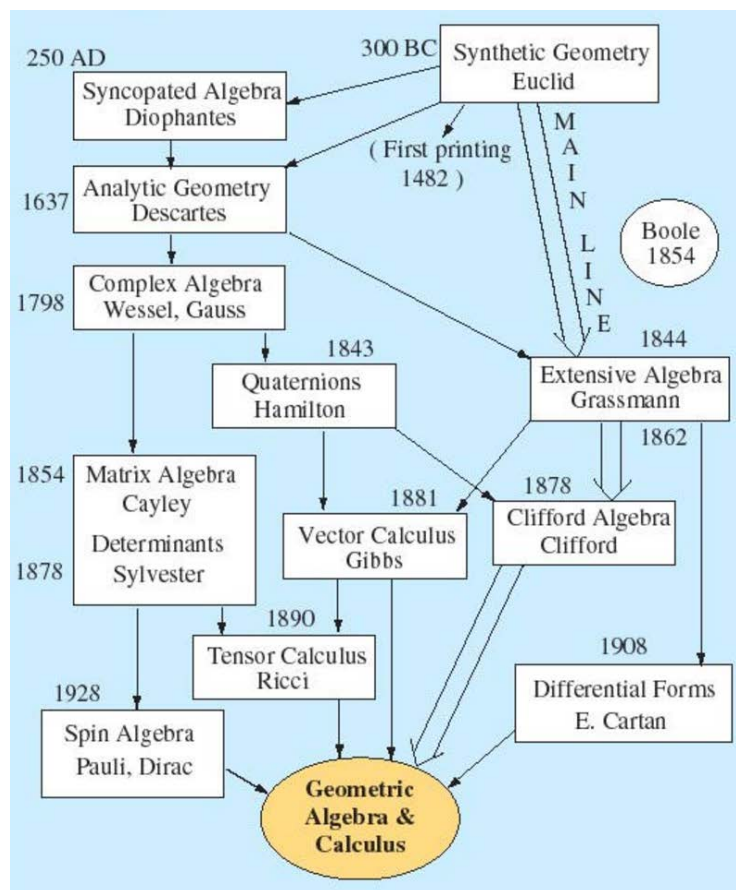 300 BC
Synthetic Geometry
Euclid
250 AD
Syncopated Algebra
Diophantes
( First printing
1482 )
MAIN LINE
1637
Analytic Geometry
Descartes
Boole
1854
1798
Complex Algebra
Wessel, Gauss
1843
Quaternions
Hamilton
1844
Extensive Algebra
Grassmann
1862
1854
Matrix Algebra
Cayley
Determinants
1878
Sylvester
1881
Vector Calculus
Gibbs
1878
Clifford Algebra
Clifford
1890
Tensor Calculus
Ricci
1908
Differential Forms
E. Cartan
1928
Spin Algebra
Pauli, Dirac
Geometric
Algebra &
Calculus